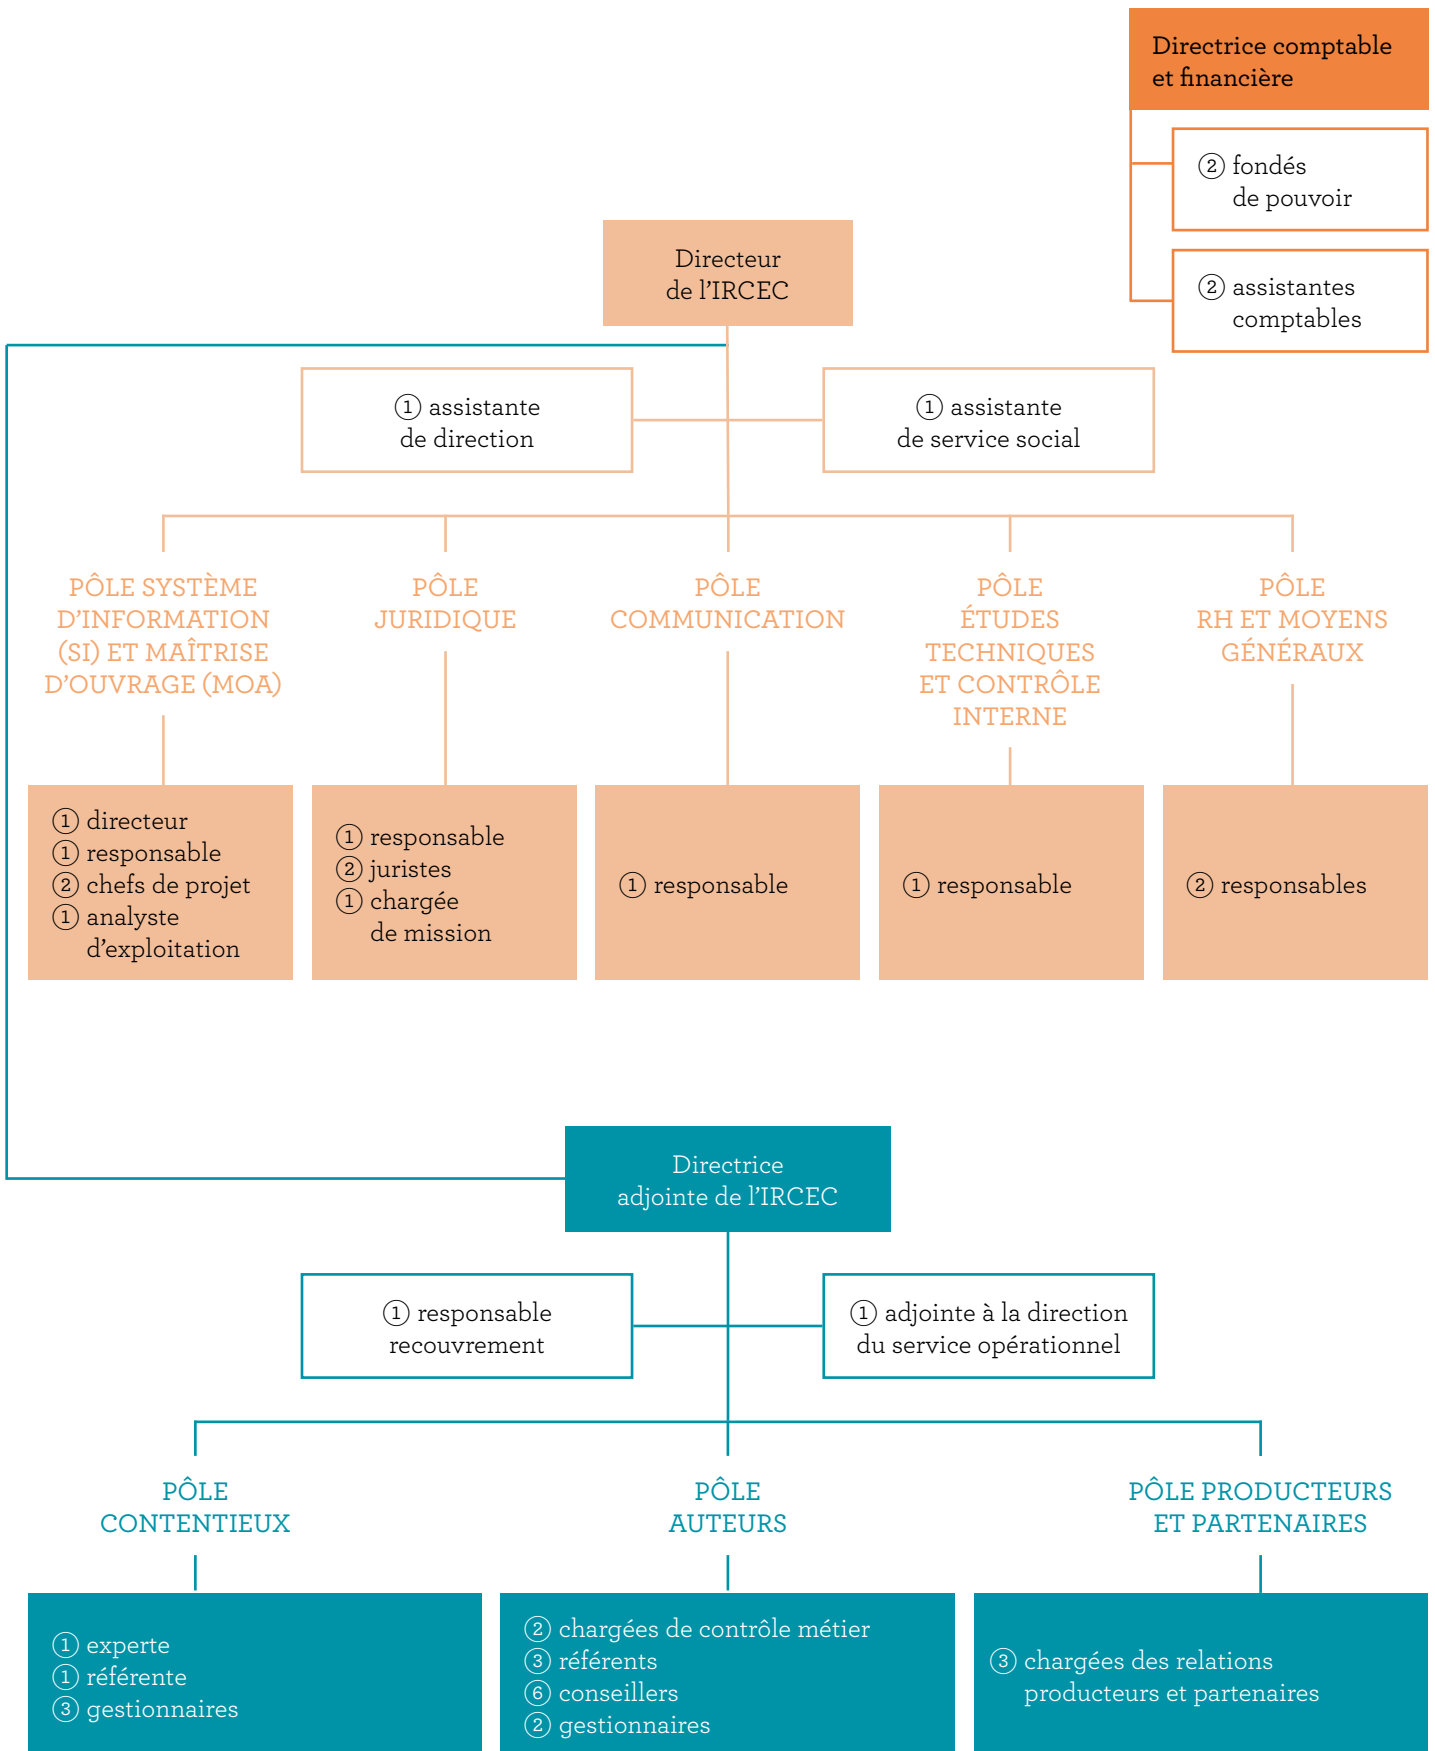 Directrice comptable
et financière
② fondés
de pouvoir
② assistantes
comptables
Directeur
de l'IRCEC
① assistante
de direction
① assistante
de service social
PÔLE SYSTÈME
D'INFORMATION
(SI) ET MAÎTRISE
D'OUVRAGE (MOA)
PÔLE
JURIDIQUE
PÔLE
COMMUNICATION
PÔLE
ÉTUDES
TECHNIQUES
ET CONTRÔLE
INTERNE
PÔLE
RH ET MOYENS
GÉNÉRAUX
① directeur
① responsable
② chefs de projet
① analyste
d'exploitation
① responsable
② juristes
① chargée
de mission
① responsable
① responsable
② responsables
Directrice
adjointe de l'IRCEC
① responsable
recouvrement
① adjointe à la direction
du service opérationnel
PÔLE
CONTENTIEUX
PÔLE
AUTEURS
PÔLE PRODUCTEURS
ET PARTENAIRES
① experte
① référente
③ gestionnaires
② chargées de contrôle métier
③ référents
⑥ conseillers
② gestionnaires
③ chargées des relations
producteurs et partenaires